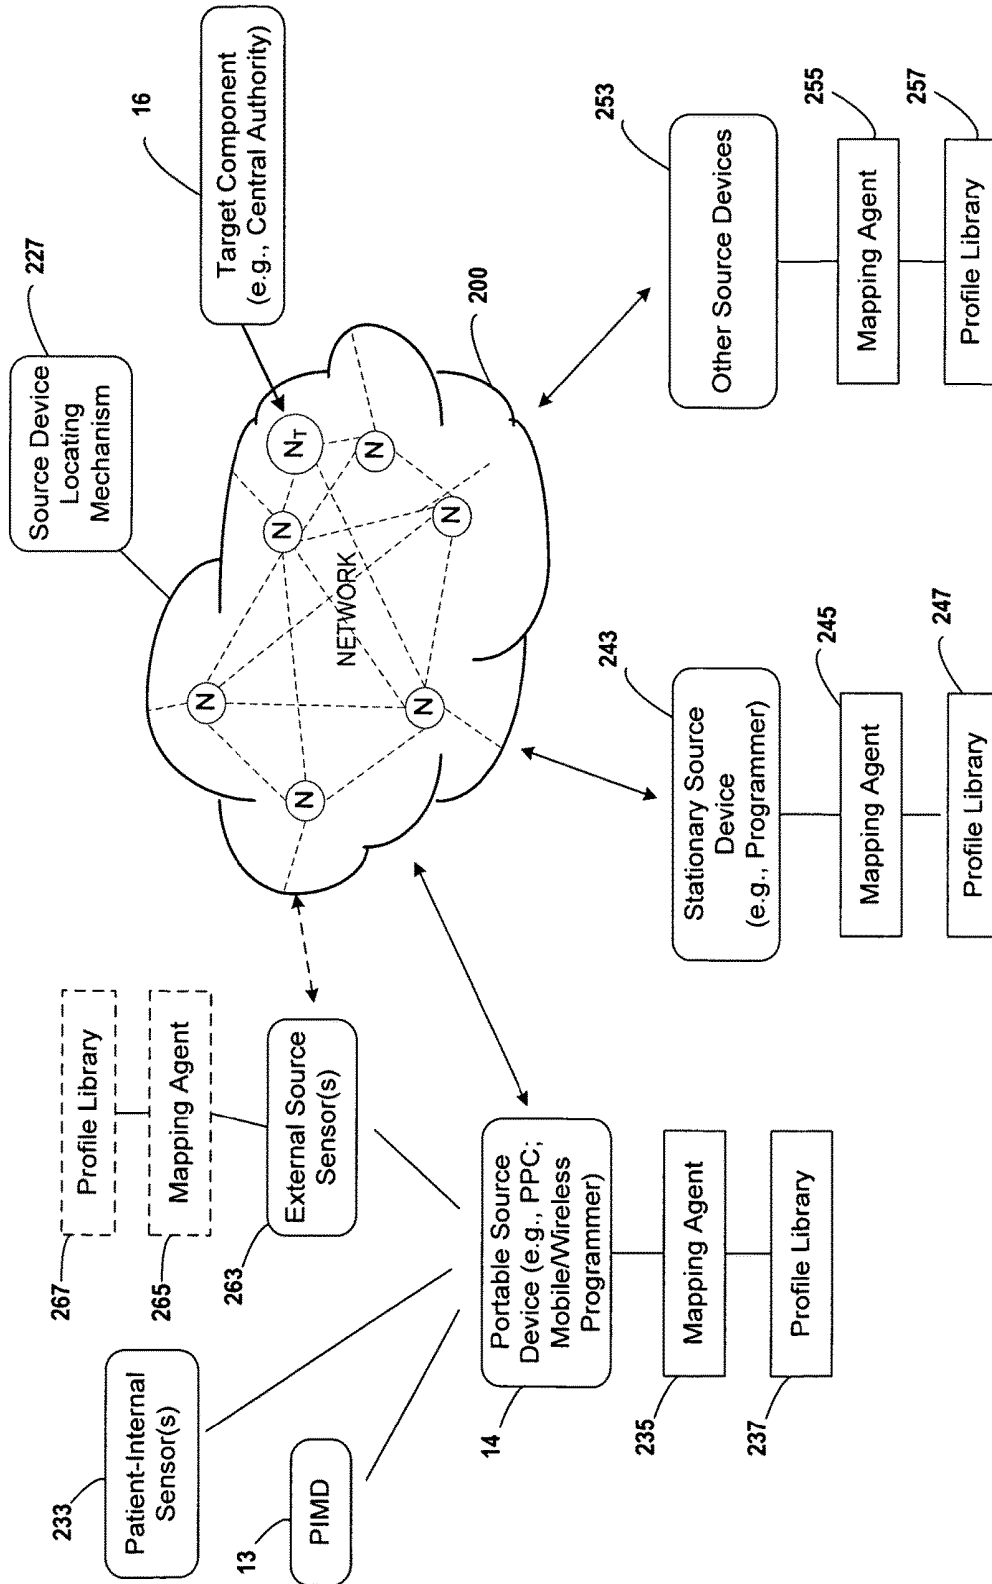 233
Patient-Internal
Sensor(s)
13
PIMD
267
Profile Library
265
Mapping Agent
263
External Source
Sensor(s)
14
Portable Source
Device (e.g., PPC;
Mobile/Wireless
Programmer)
235
Mapping Agent
237
Profile Library
227
Source Device
Locating
Mechanism
16
Target Component
(e.g., Central Authority)
200
NETWORK
N
N
N
N
NT
N
N
243
Stationary Source
Device
(e.g., Programmer)
245
Mapping Agent
247
Profile Library
253
Other Source Devices
255
Mapping Agent
257
Profile Library